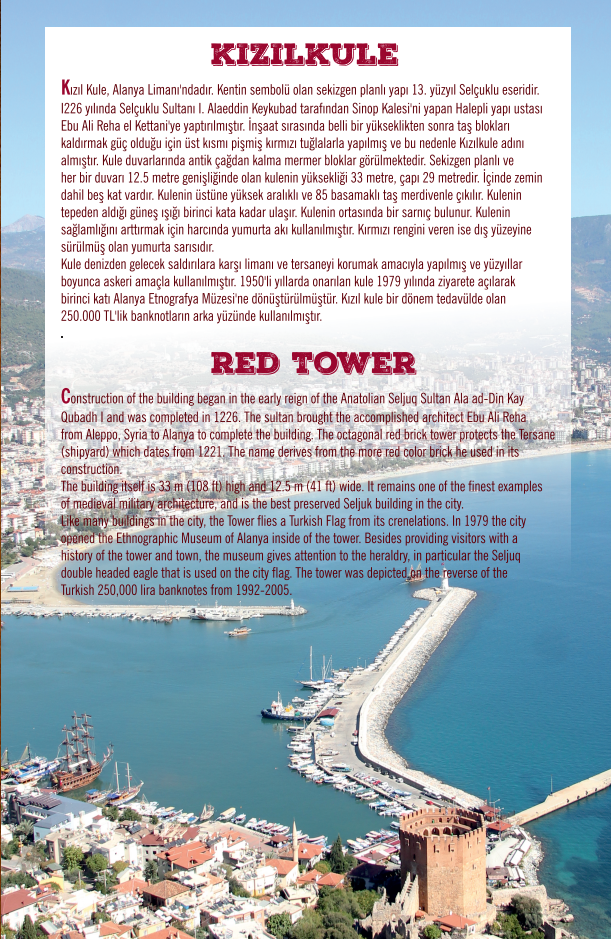 KIZILKULE
Kızıl Kule, Alanya Limanı'ndadır. Kentin sembolü olan sekizgen planlı yapı 13. yüzyıl Selçuklu eseridir.
I226 yılında Selçuklu Sultanı I. Alaeddin Keykubad tarafından Sinop Kalesi'ni yapan Halepli yapı ustası
Ebu Ali Reha el Kettani'ye yaptırılmıştır. İnşaat sırasında belli bir yükseklikten sonra taş blokları
kaldırmak güç olduğu için üst kısmı pişmiş kırmızı tuğlalarla yapılmış ve bu nedenle Kızılkule adını
almıştır. Kule duvarlarında antik çağdan kalma mermer bloklar görülmektedir. Sekizgen planlı ve
her bir duvarı 12.5 metre genişliğinde olan kulenin yüksekliği 33 metre, çapı 29 metredir. İçinde zemin
dahil beş kat vardır. Kulenin üstüne yüksek aralıklı ve 85 basamaklı taş merdivenle çıkılır. Kulenin
tepeden aldığı güneş ışığı birinci kata kadar ulaşır. Kulenin ortasında bir sarnıç bulunur. Kulenin
sağlamlığını arttırmak için harcında yumurta akı kullanılmıştır. Kırmızı rengini veren ise dış yüzeyine
sürülmüş olan yumurta sarısıdır.
Kule denizden gelecek saldırılara karşı limanı ve tersaneyi korumak amacıyla yapılmış ve yüzyıllar
boyunca askeri amaçla kullanılmıştır. 1950'li yıllarda onarılan kule 1979 yılında ziyarete açılarak
birinci katı Alanya Etnografya Müzesi'ne dönüştürülmüştür. Kızıl kule bir dönem tedavülde olan
250.000 TL'lik banknotların arka yüzünde kullanılmıştır.
.
RED TOWER
Construction of the building began in the early reign of the Anatolian Seljuq Sultan Ala ad-Din Kay
Qubadh I and was completed in 1226. The sultan brought the accomplished architect Ebu Ali Reha
from Aleppo, Syria to Alanya to complete the building. The octagonal red brick tower protects the Tersane
(shipyard) which dates from 1221. The name derives from the more red color brick he used in its
construction.
The building itself is 33 m (108 ft) high and 12.5 m (41 ft) wide. It remains one of the finest examples
of medieval military architecture, and is the best preserved Seljuk building in the city.
Like many buildings in the city, the Tower flies a Turkish Flag from its crenelations. In 1979 the city
opened the Ethnographic Museum of Alanya inside of the tower. Besides providing visitors with a
history of the tower and town, the museum gives attention to the heraldry, in particular the Seljuq
double headed eagle that is used on the city flag. The tower was depicted on the reverse of the
Turkish 250,000 lira banknotes from 1992-2005.